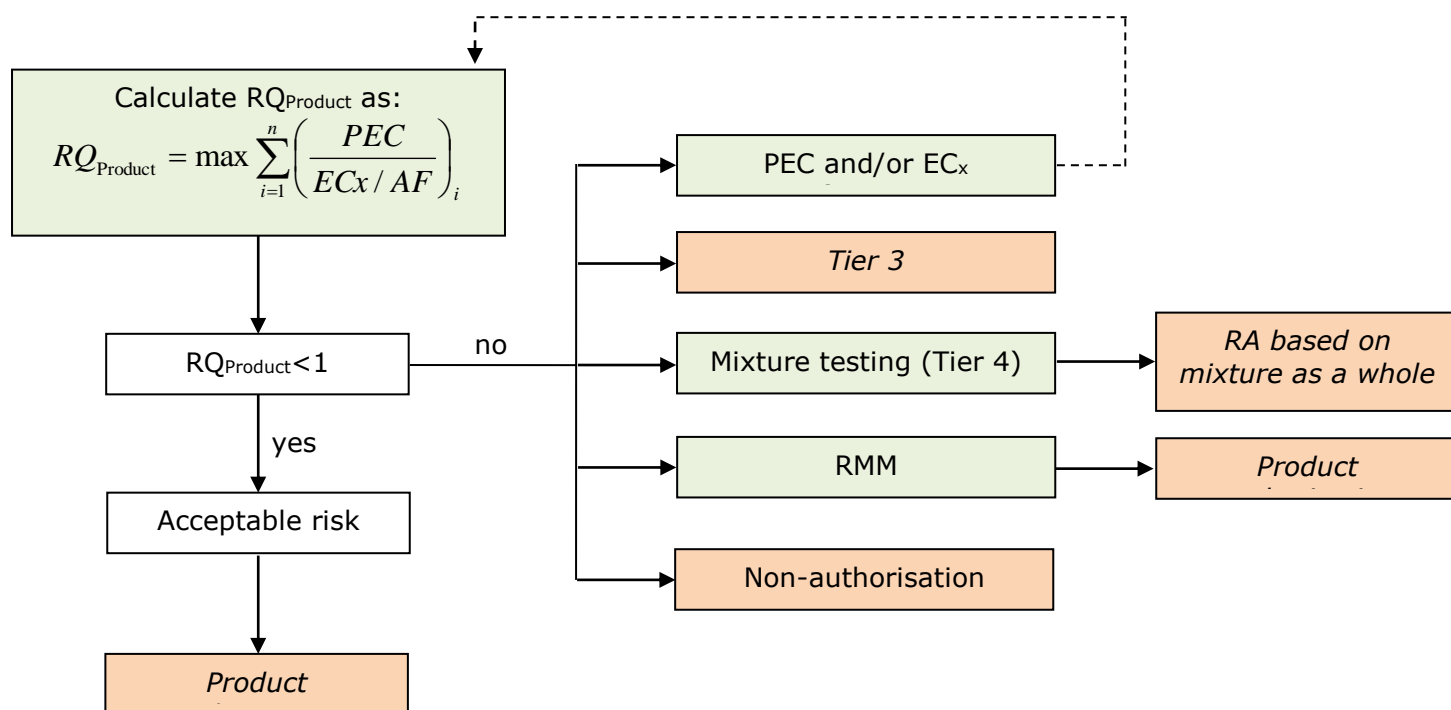 Calculate RQProduct as:
RQProduct = max ∑ i=1 n (PEC / ECx / AF) i
PEC and/or ECx
Tier 3
RQProduct<1
no
Mixture testing (Tier 4)
RA based on
mixture as a whole
yes
RMM
Product
Acceptable risk
Non-authorisation
Product